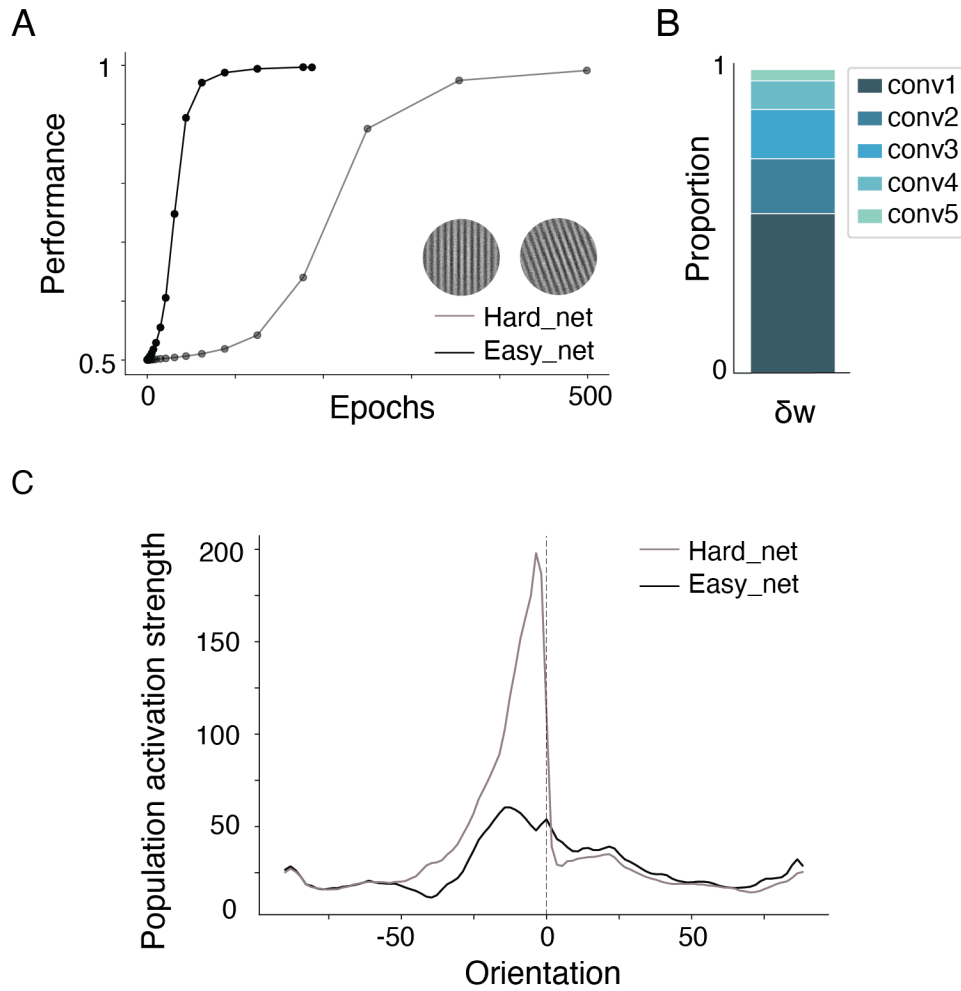 A
Performance
1
0.5
0
500
Epochs
Hard_net
Easy_net
B
Proportion
1
0
δw
conv1
conv2
conv3
conv4
conv5
C
Population activation strength
200
150
100
50
0
-50
0
50
Orientation
Hard_net
Easy_net